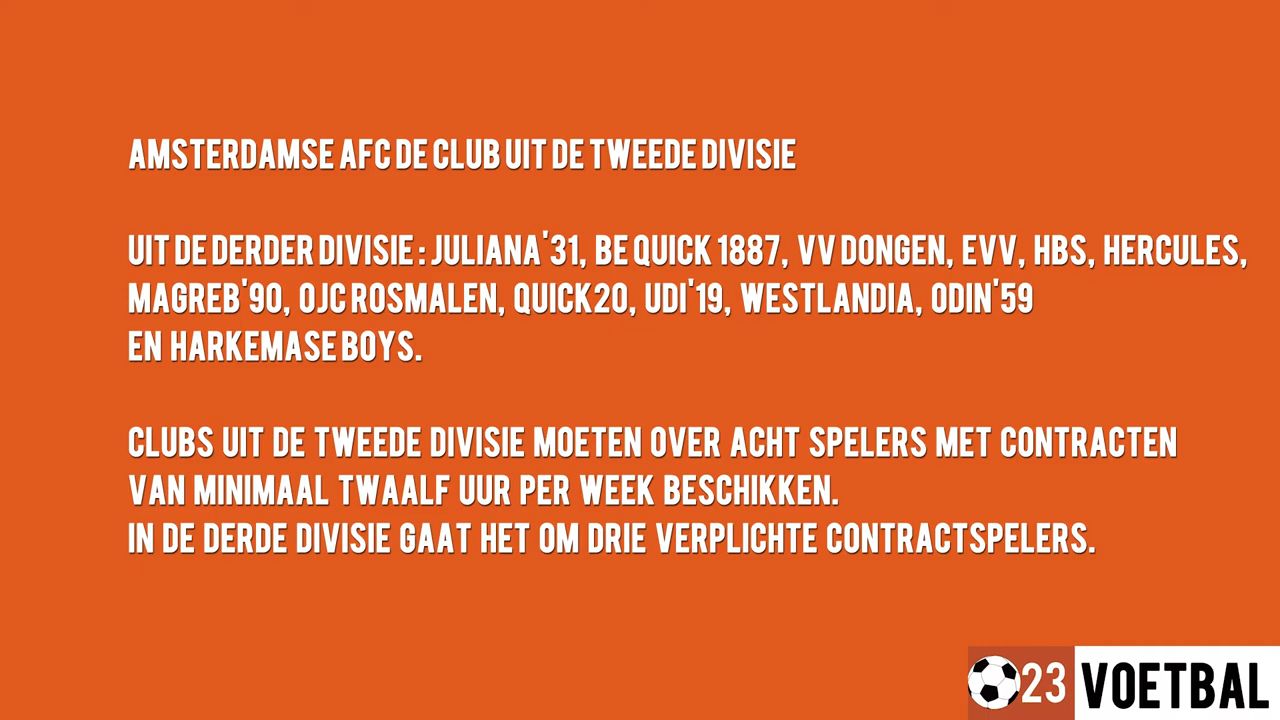 AMSTERDAMSE AFC DE CLUB UIT DE TWEEDE DIVISIE
UIT DE DERDER DIVISIE : JULIANA'31, BE QUICK 1887, VV DONGEN, EVV, HBS, HERCULES,
MAGREB'90, OJC ROSMALEN, QUICK20, UDI'19, WESTLANDIA, ODIN'59
EN HARKEMASE BOYS.
CLUBS UIT DE TWEEDE DIVISIE MOETEN OVER ACHT SPELERS MET CONTRACTEN
VAN MINIMAAL TWAALF UUR PER WEEK BESCHIKKEN.
IN DE DERDE DIVISIE GAAT HET OM DRIE VERPLICHTE CONTRACTSPELERS.
23 VOETBAL